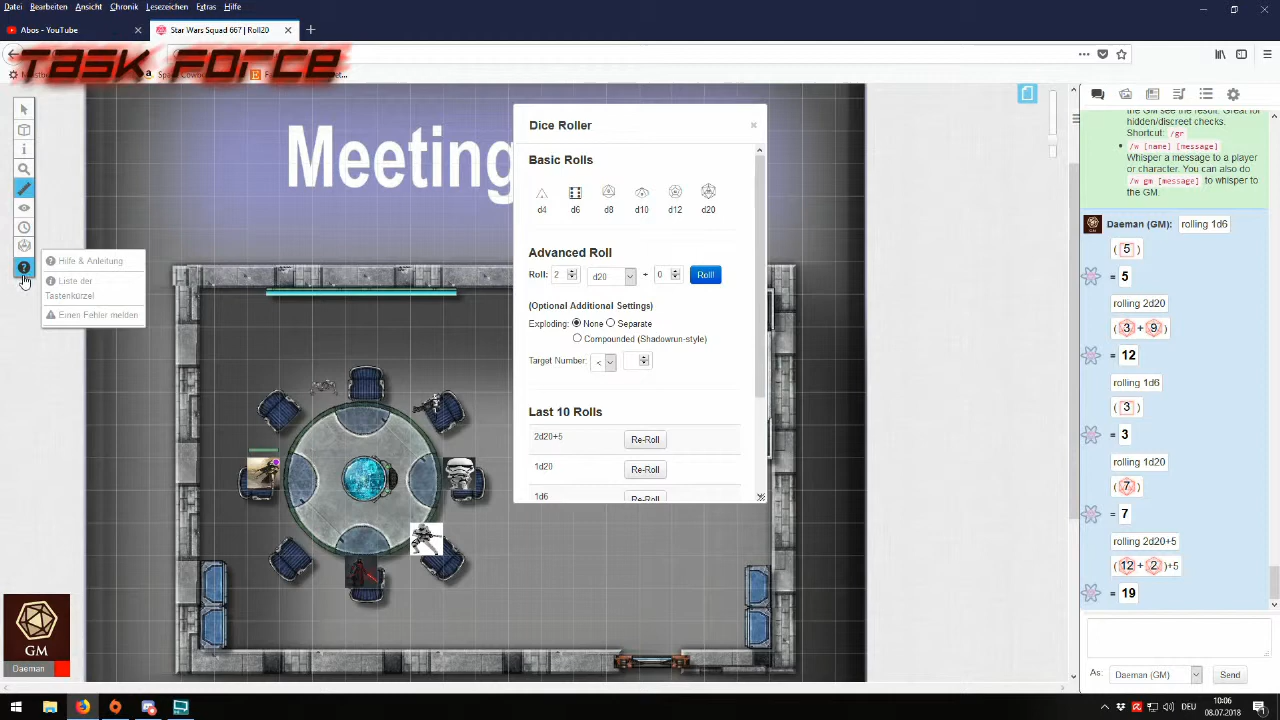 Datei Bearbeiten Ansicht Chronik Lesezeichen Extras Hilfe
Abos - YouTube
Star Wars Squad 667 | Roll20
TASK FORCE
Meeting
Hilfe & Anleitung
Liste der
Tastenkürzel
Einen Fehler melden
GM
Daeman
Dice Roller
Basic Rolls
d4 d6 d8 d10 d12 d20
Advanced Roll
Roll: 2 d20 + 0 Roll!
(Optional Additional Settings)
Exploding: None Separate
Compounded (Shadowrun-style)
Target Number: <
Last 10 Rolls
2d20+5 Re-Roll
1d20 Re-Roll
1d6 Re-Roll
the GM see the result. Great for
hidden/discreet checks.
Shortcut: /gr
/w [name] [message]
Whisper a message to a player
or character. You can also do
/w gm [message] to whisper to
the GM.
Daeman (GM): rolling 1d6
(5)
= 5
rolling 2d20
(3+9)
= 12
rolling 1d6
(3)
= 3
rolling 1d20
(7)
= 7
rolling 2d20+5
(12+2)+5
= 19
As: Daeman (GM) Send
DEU
10:06
08.07.2018